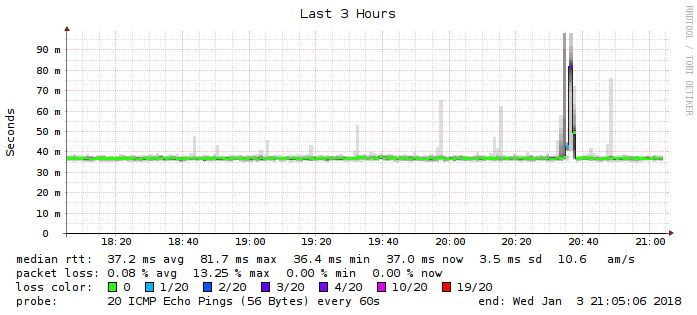 Last 3 Hours
RRDTOOL / TOBI OETIKER
Seconds
90 m
80 m
70 m
60 m
50 m
40 m
30 m
20 m
10 m
0
18:20 18:40 19:00 19:20 19:40 20:00 20:20 20:40 21:00
median rtt: 37.2 ms avg 81.7 ms max 36.4 ms min 37.0 ms now 3.5 ms sd 10.6 am/s
packet loss: 0.08 % avg 13.25 % max 0.00 % min 0.00 % now
loss color: 0 1/20 2/20 3/20 4/20 10/20 19/20
probe: 20 ICMP Echo Pings (56 Bytes) every 60s end: Wed Jan 3 21:05:06 2018